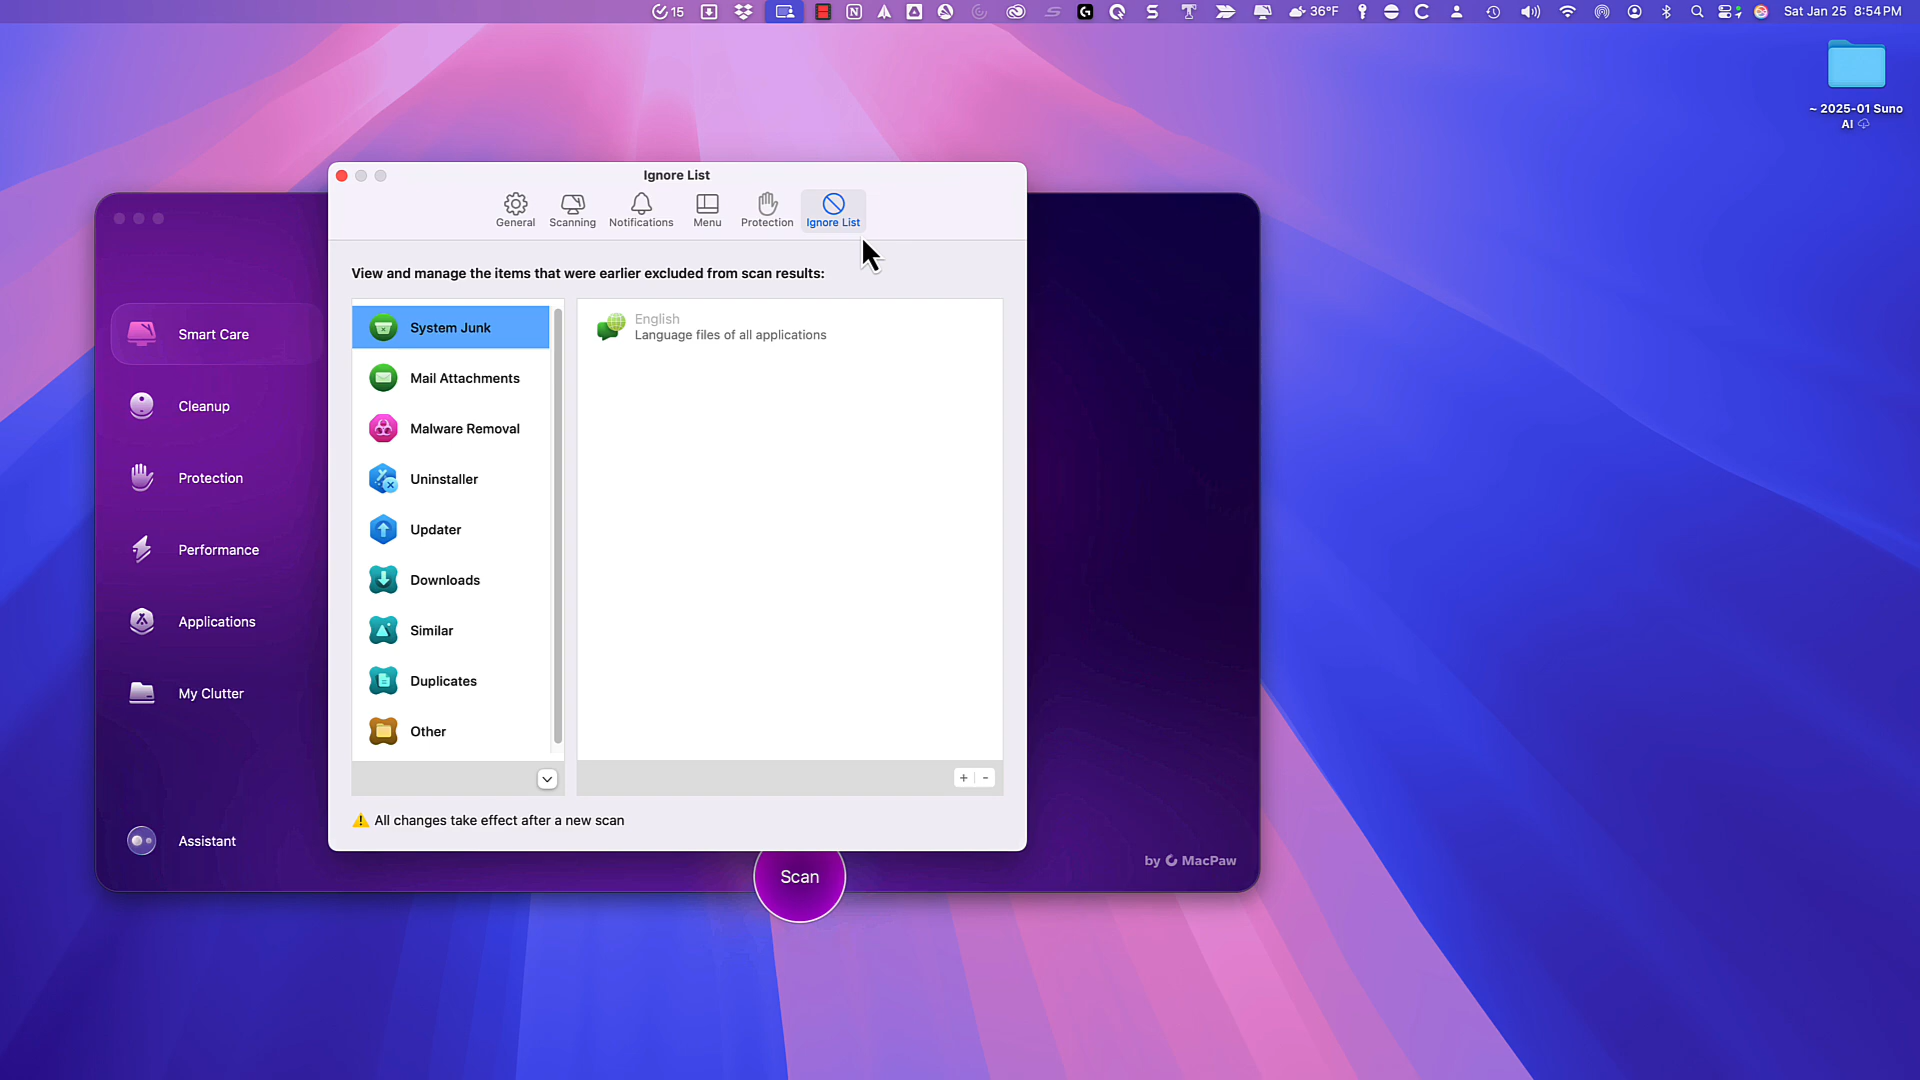 15
36°F
Sat Jan 25 8:54 PM
~ 2025-01 Suno
AI
Ignore List
General
Scanning
Notifications
Menu
Protection
Ignore List
View and manage the items that were earlier excluded from scan results:
System Junk
Mail Attachments
Malware Removal
Uninstaller
Updater
Downloads
Similar
Duplicates
Other
English
Language files of all applications
+ -
All changes take effect after a new scan
Smart Care
Cleanup
Protection
Performance
Applications
My Clutter
Assistant
Scan
by MacPaw